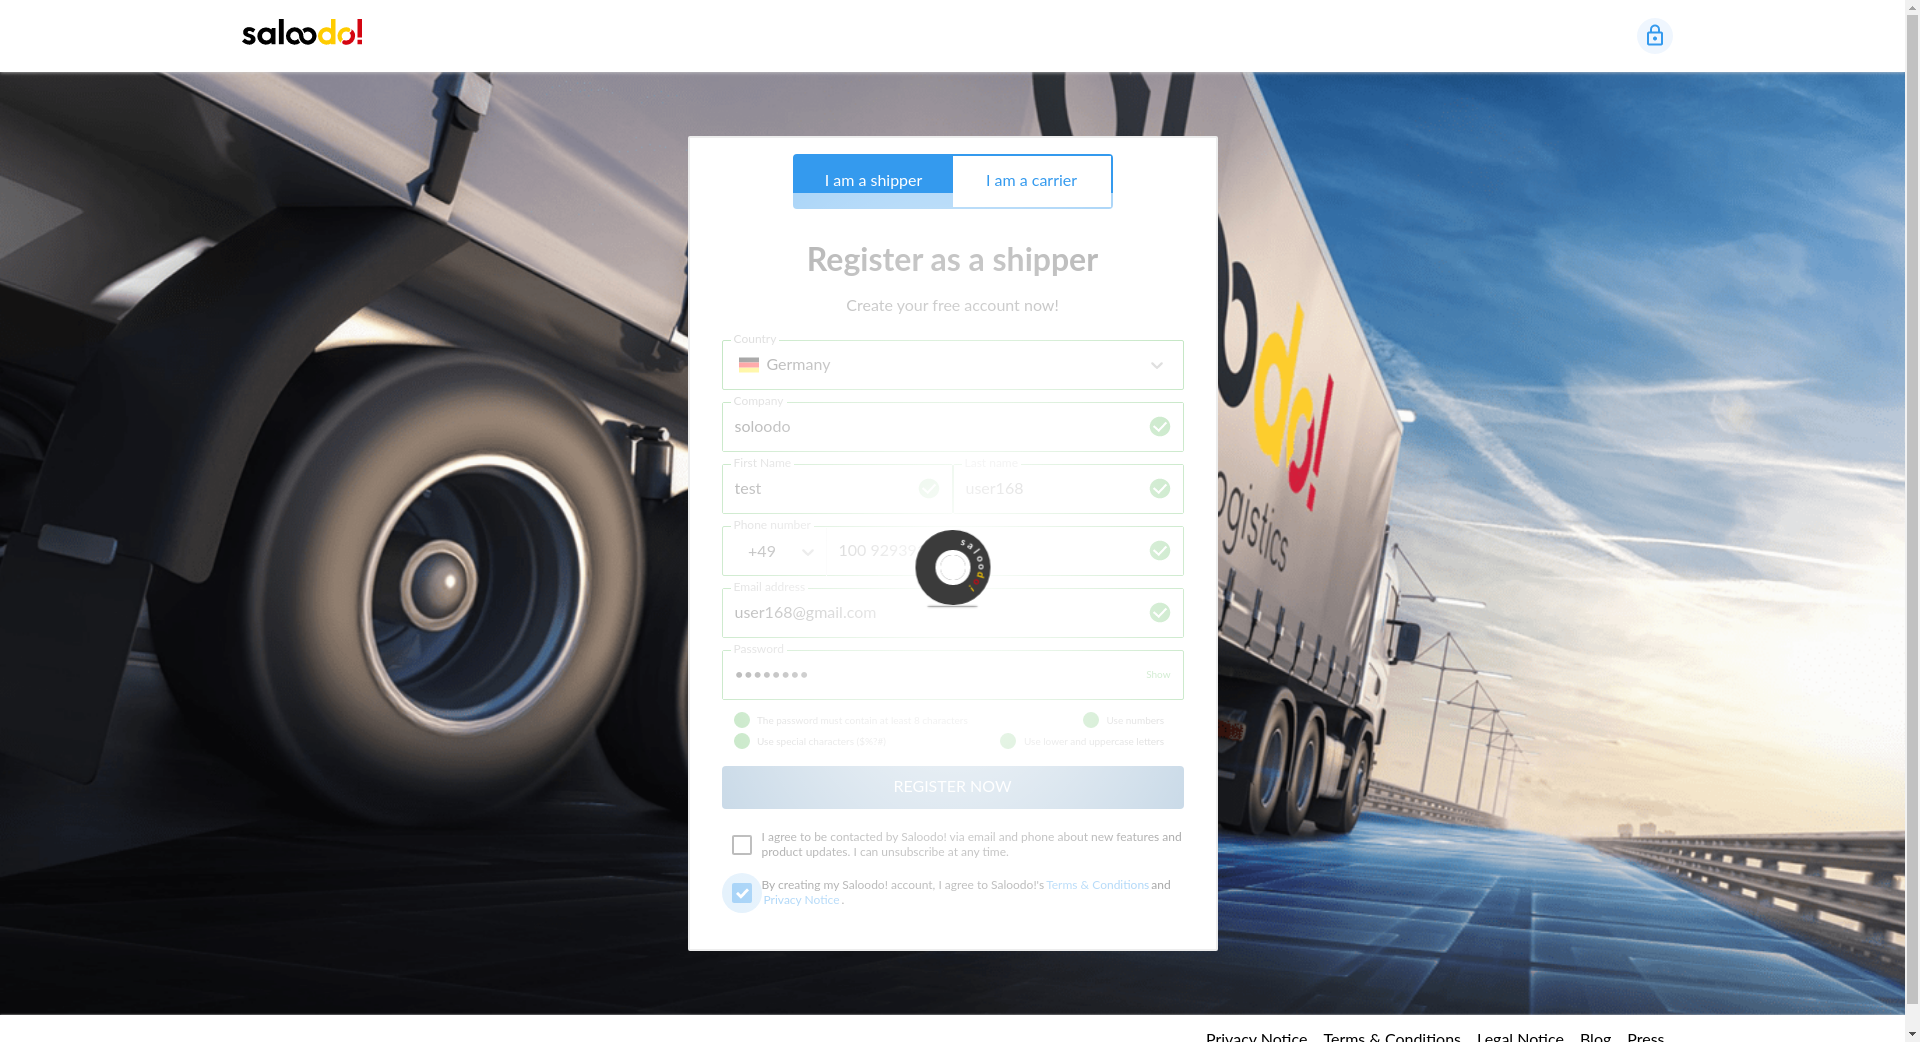 saloodo!
I am a shipper
I am a carrier
Register as a shipper
Create your free account now!
Country
Germany
Company
soloodo
First Name
Last name
test
user168
Phone number
+49
100 92939
saloodo!
Email address
user168@gmail.com
Password
Show
The password must contain at least 8 characters
Use numbers
Use special characters
Use lower and uppercase letters
REGISTER NOW
I agree to be contacted by Saloodo! via email and phone about new features and
product updates. I can unsubscribe at any time.
By creating my Saloodo! account, I agree to Saloodo!'s Terms & Conditions and
Privacy Notice .
do!
logistics
Privacy Notice
Terms & Conditions
Legal Notice
Blog
Press